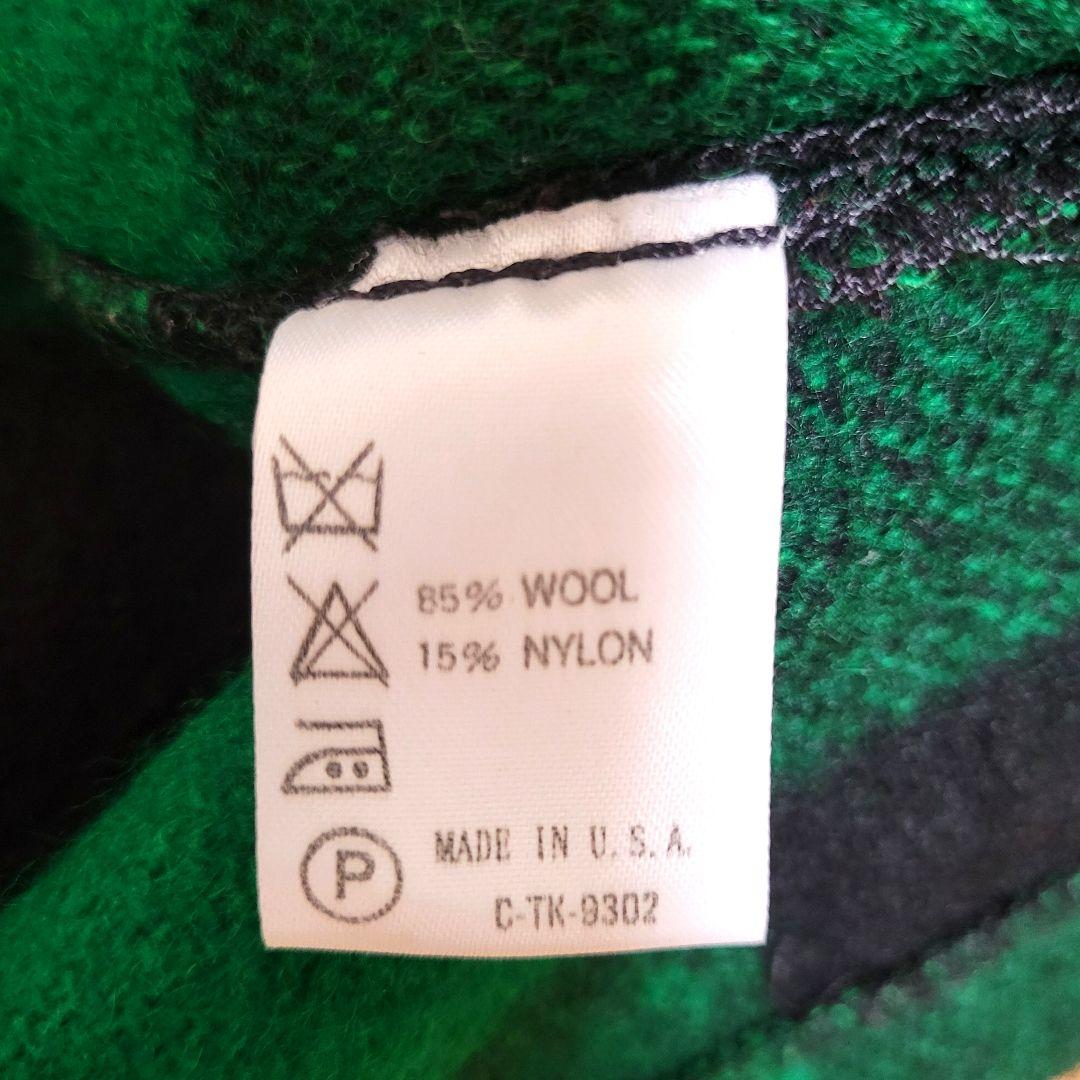 85% WOOL
15% NYLON
P
MADE IN U.S.A.
C-TK-9302